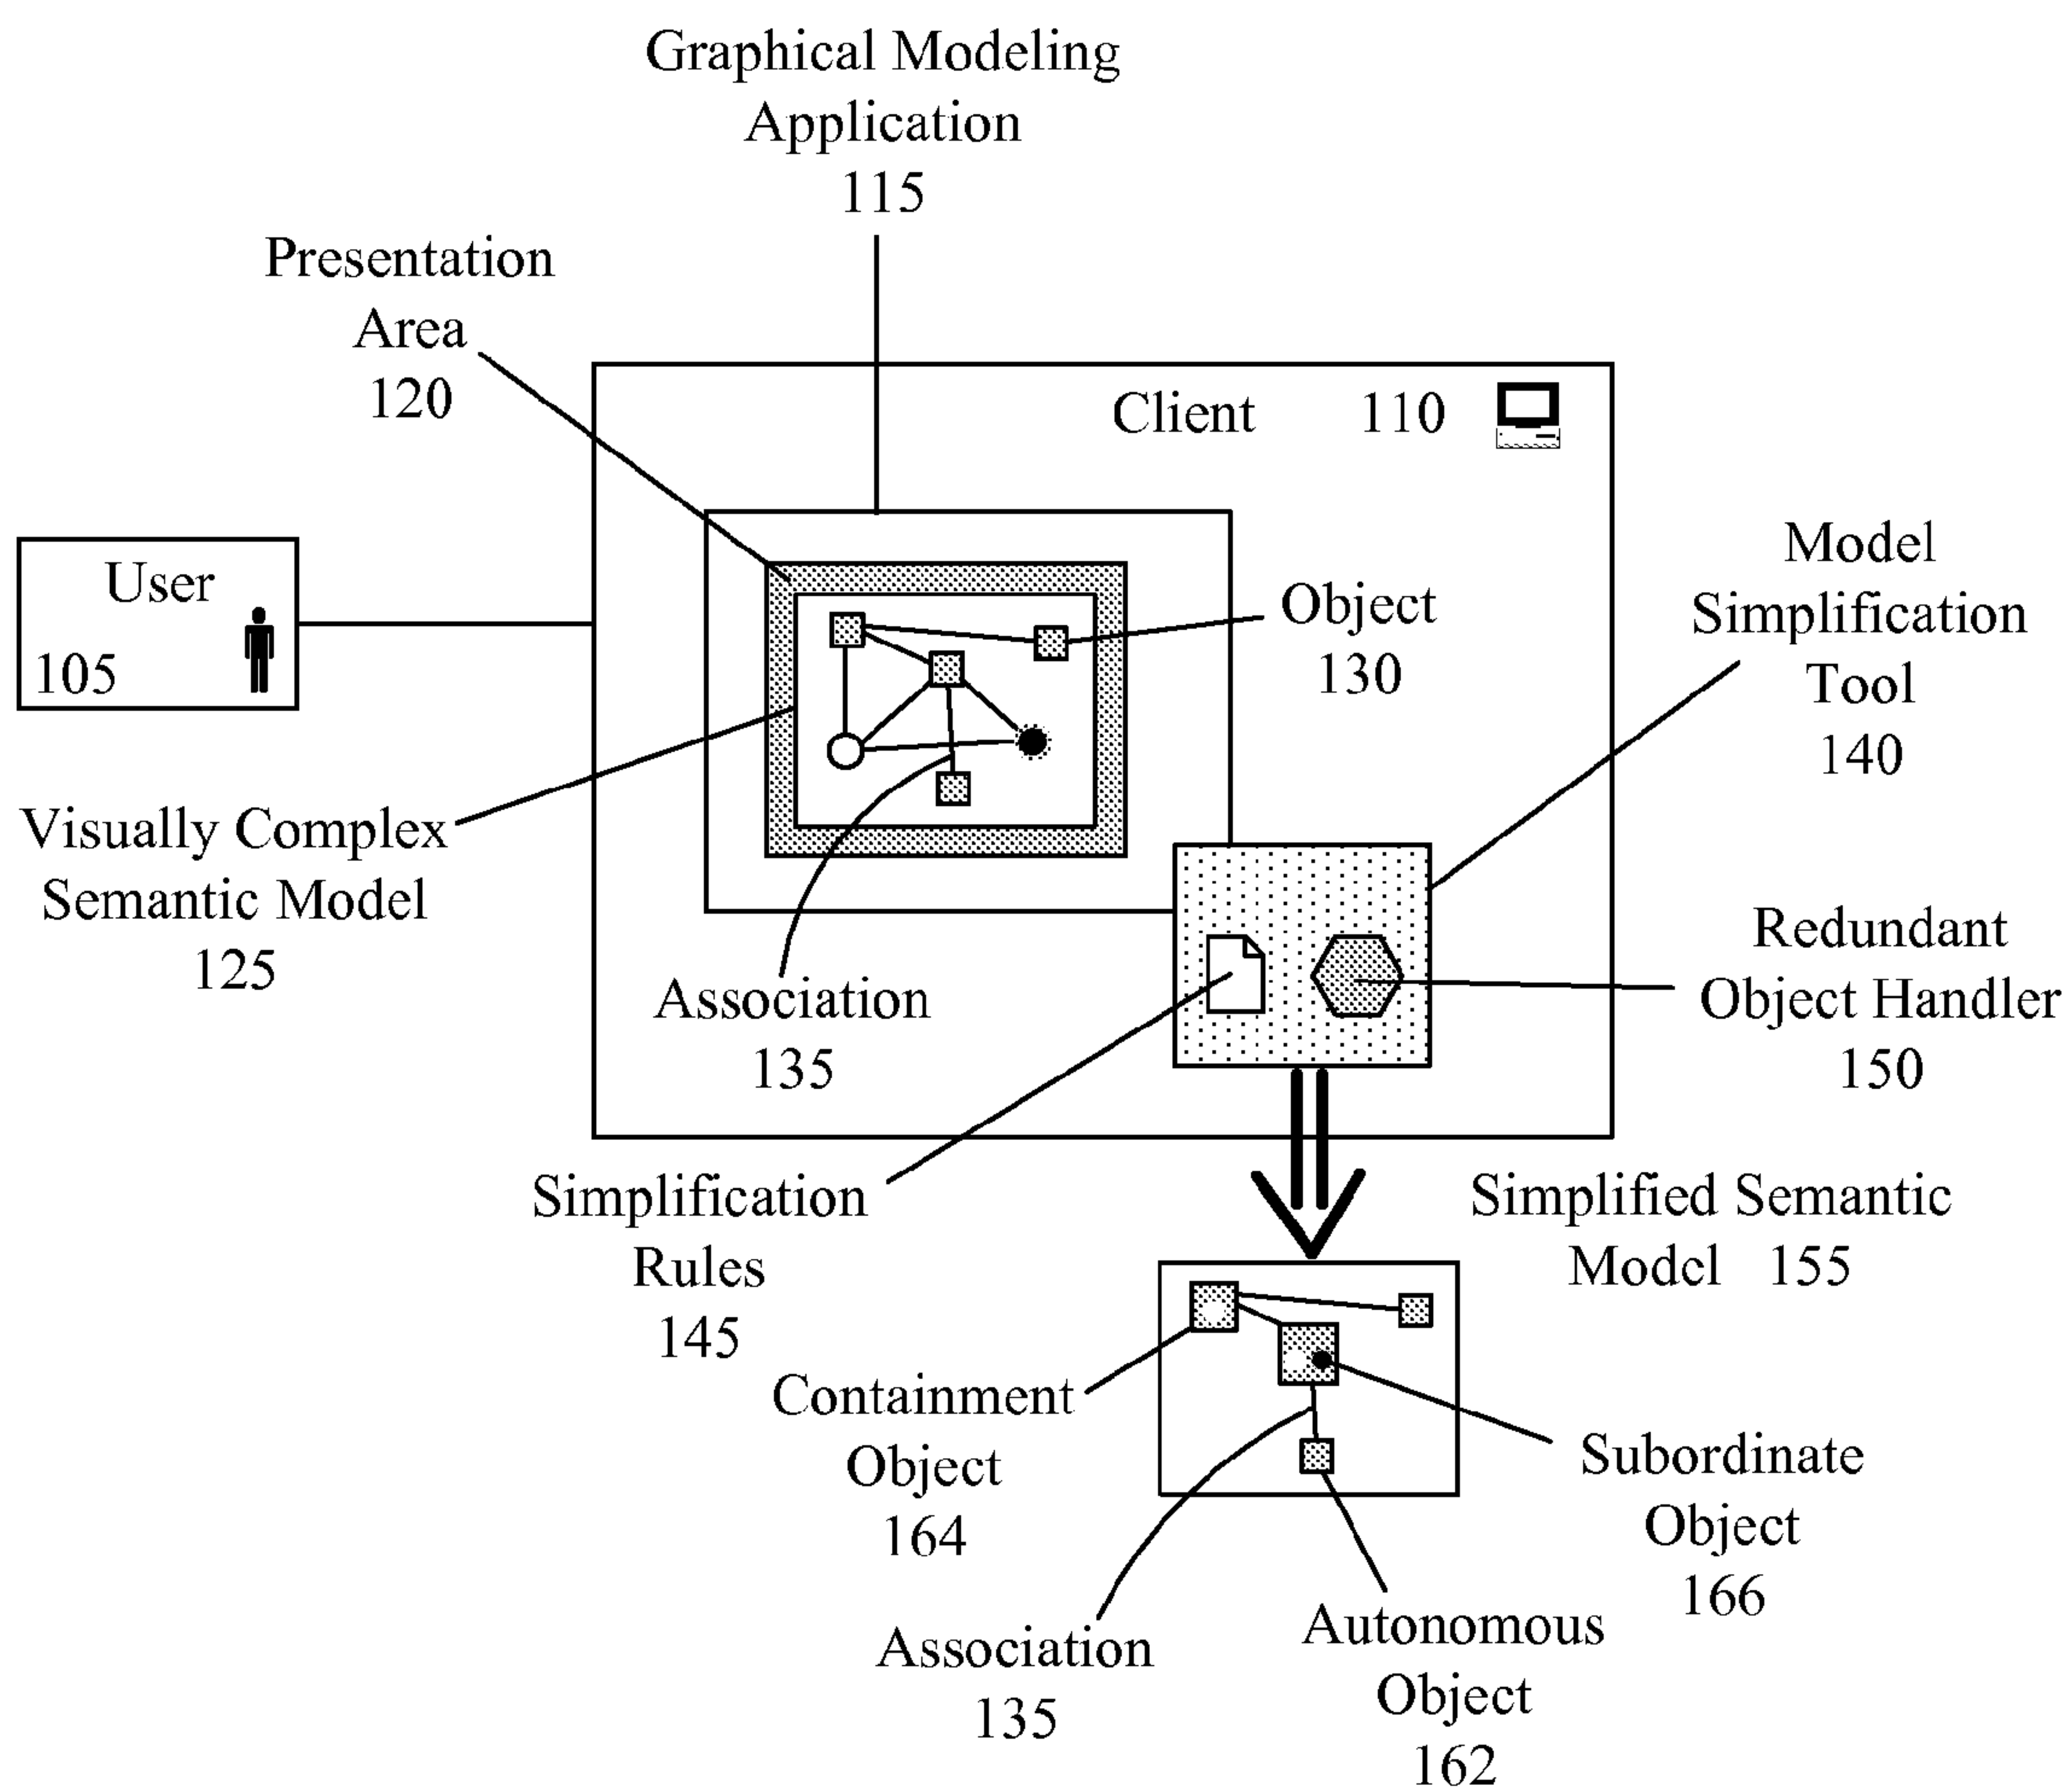 Graphical Modeling
Application
115
Presentation
Area
120
Client 110
User
105
Object
130
Model
Simplification
Tool
140
Visually Complex
Semantic Model
125
Association
135
Redundant
Object Handler
150
Simplification
Rules
145
Simplified Semantic
Model 155
Containment
Object
164
Subordinate
Object
166
Association
135
Autonomous
Object
162